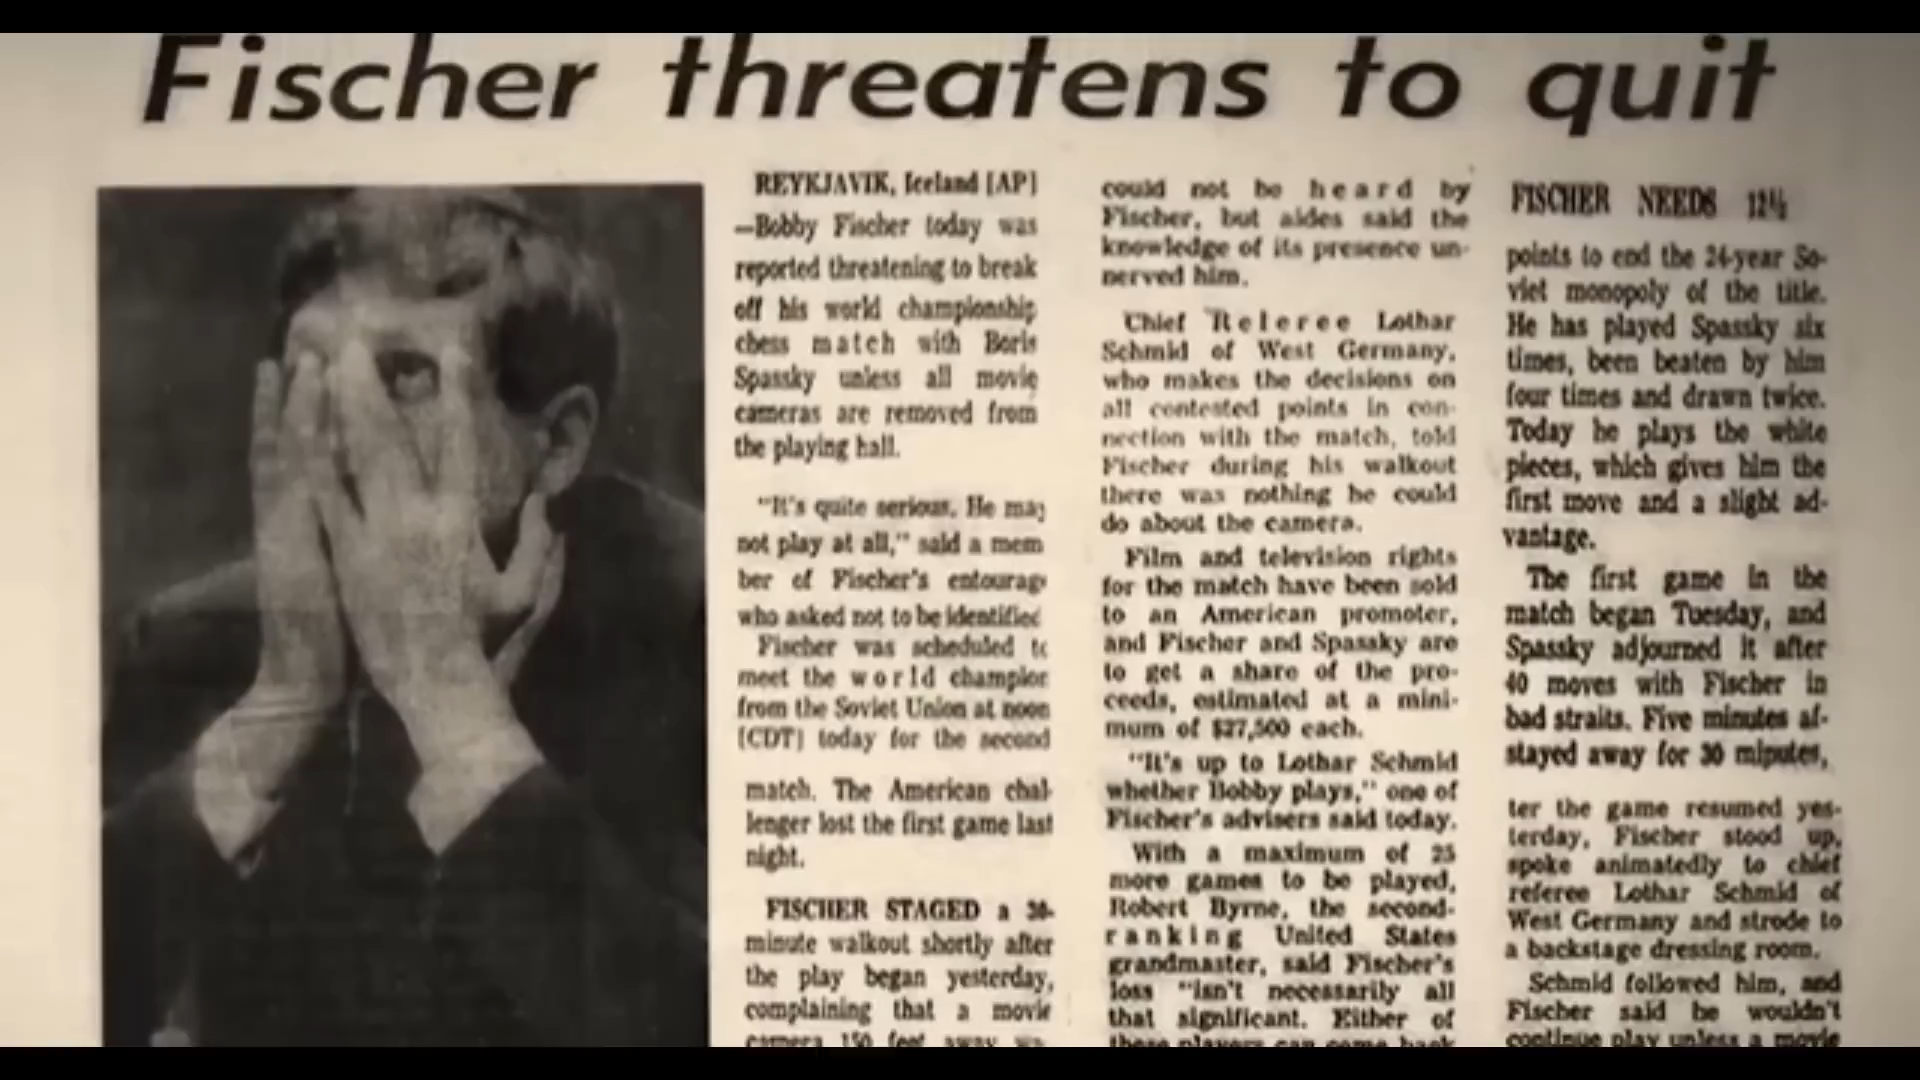 Fischer threatens to quit
REYKJAVIK, Iceland [AP]
—Bobby Fischer today was
reported threatening to break
off his world championship
chess match with Boris
Spassky unless all movie
cameras are removed from
the playing hall.
"It's quite serious. He may
not play at all," said a mem
ber of Fischer's entourag
who asked not to be identified
Fischer was scheduled to
meet the world champion
from the Soviet Union at noon
[CDT] today for the second
match. The American chal-
lenger lost the first game last
night.
FISCHER STAGED a 30-
minute walkout shortly after
the play began yesterday,
complaining that a movie
camera 150 feet away
could not be heard by
Fischer, but aides said the
knowledge of its presence un-
nerved him.
Chief Referee Lothar
Schmid of West Germany,
who makes the decisions on
all contested points in con-
nection with the match, told
Fischer during his walkout
there was nothing he could
do about the camera.
Film and television rights
for the match have been sold
to an American promoter,
and Fischer and Spassky are
to get a share of the pro-
ceeds, estimated at a mini-
mum of $27,500 each.
"It's up to Lothar Schmid
whether Bobby plays," one of
Fischer's advisers said today.
With a maximum of 23
more games to be played,
Robert Byrne, the second-
ranking United States
grandmaster, said Fischer's
loss "isn't necessarily all
that significant. Either of
these players can come back
FISCHER NEEDS 12½
points to end the 24-year So-
viet monopoly of the title.
He has played Spassky six
times, been beaten by him
four times and drawn twice.
Today he plays the white
pieces, which gives him the
first move and a slight ad-
vantage.
The first game in the
match began Tuesday, and
Spassky adjourned it after
40 moves with Fischer in
bad straits. Five minutes af-
stayed away for 30 minutes,
ter the game resumed yes-
terday, Fischer stood up,
spoke animatedly to chief
referee Lothar Schmid of
West Germany and strode to
a backstage dressing room.
Schmid followed him, and
Fischer said he wouldn't
continue play unless a movie